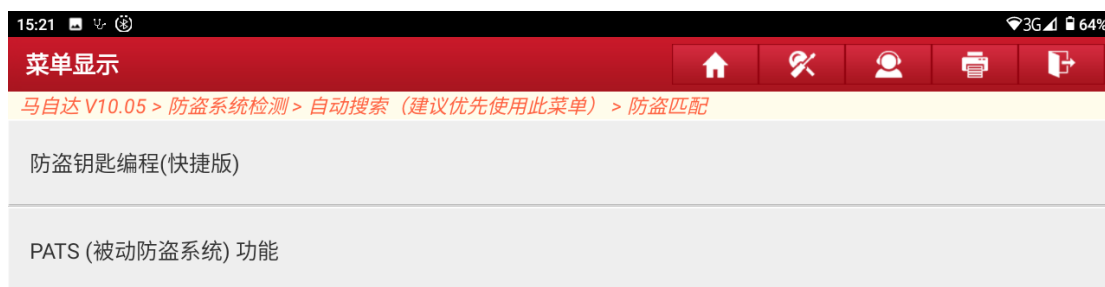 15:21 3G 64%
菜单显示
马自达 V10.05 > 防盗系统检测 > 自动搜索（建议优先使用此菜单） > 防盗匹配
防盗钥匙编程(快捷版)
PATS (被动防盗系统) 功能